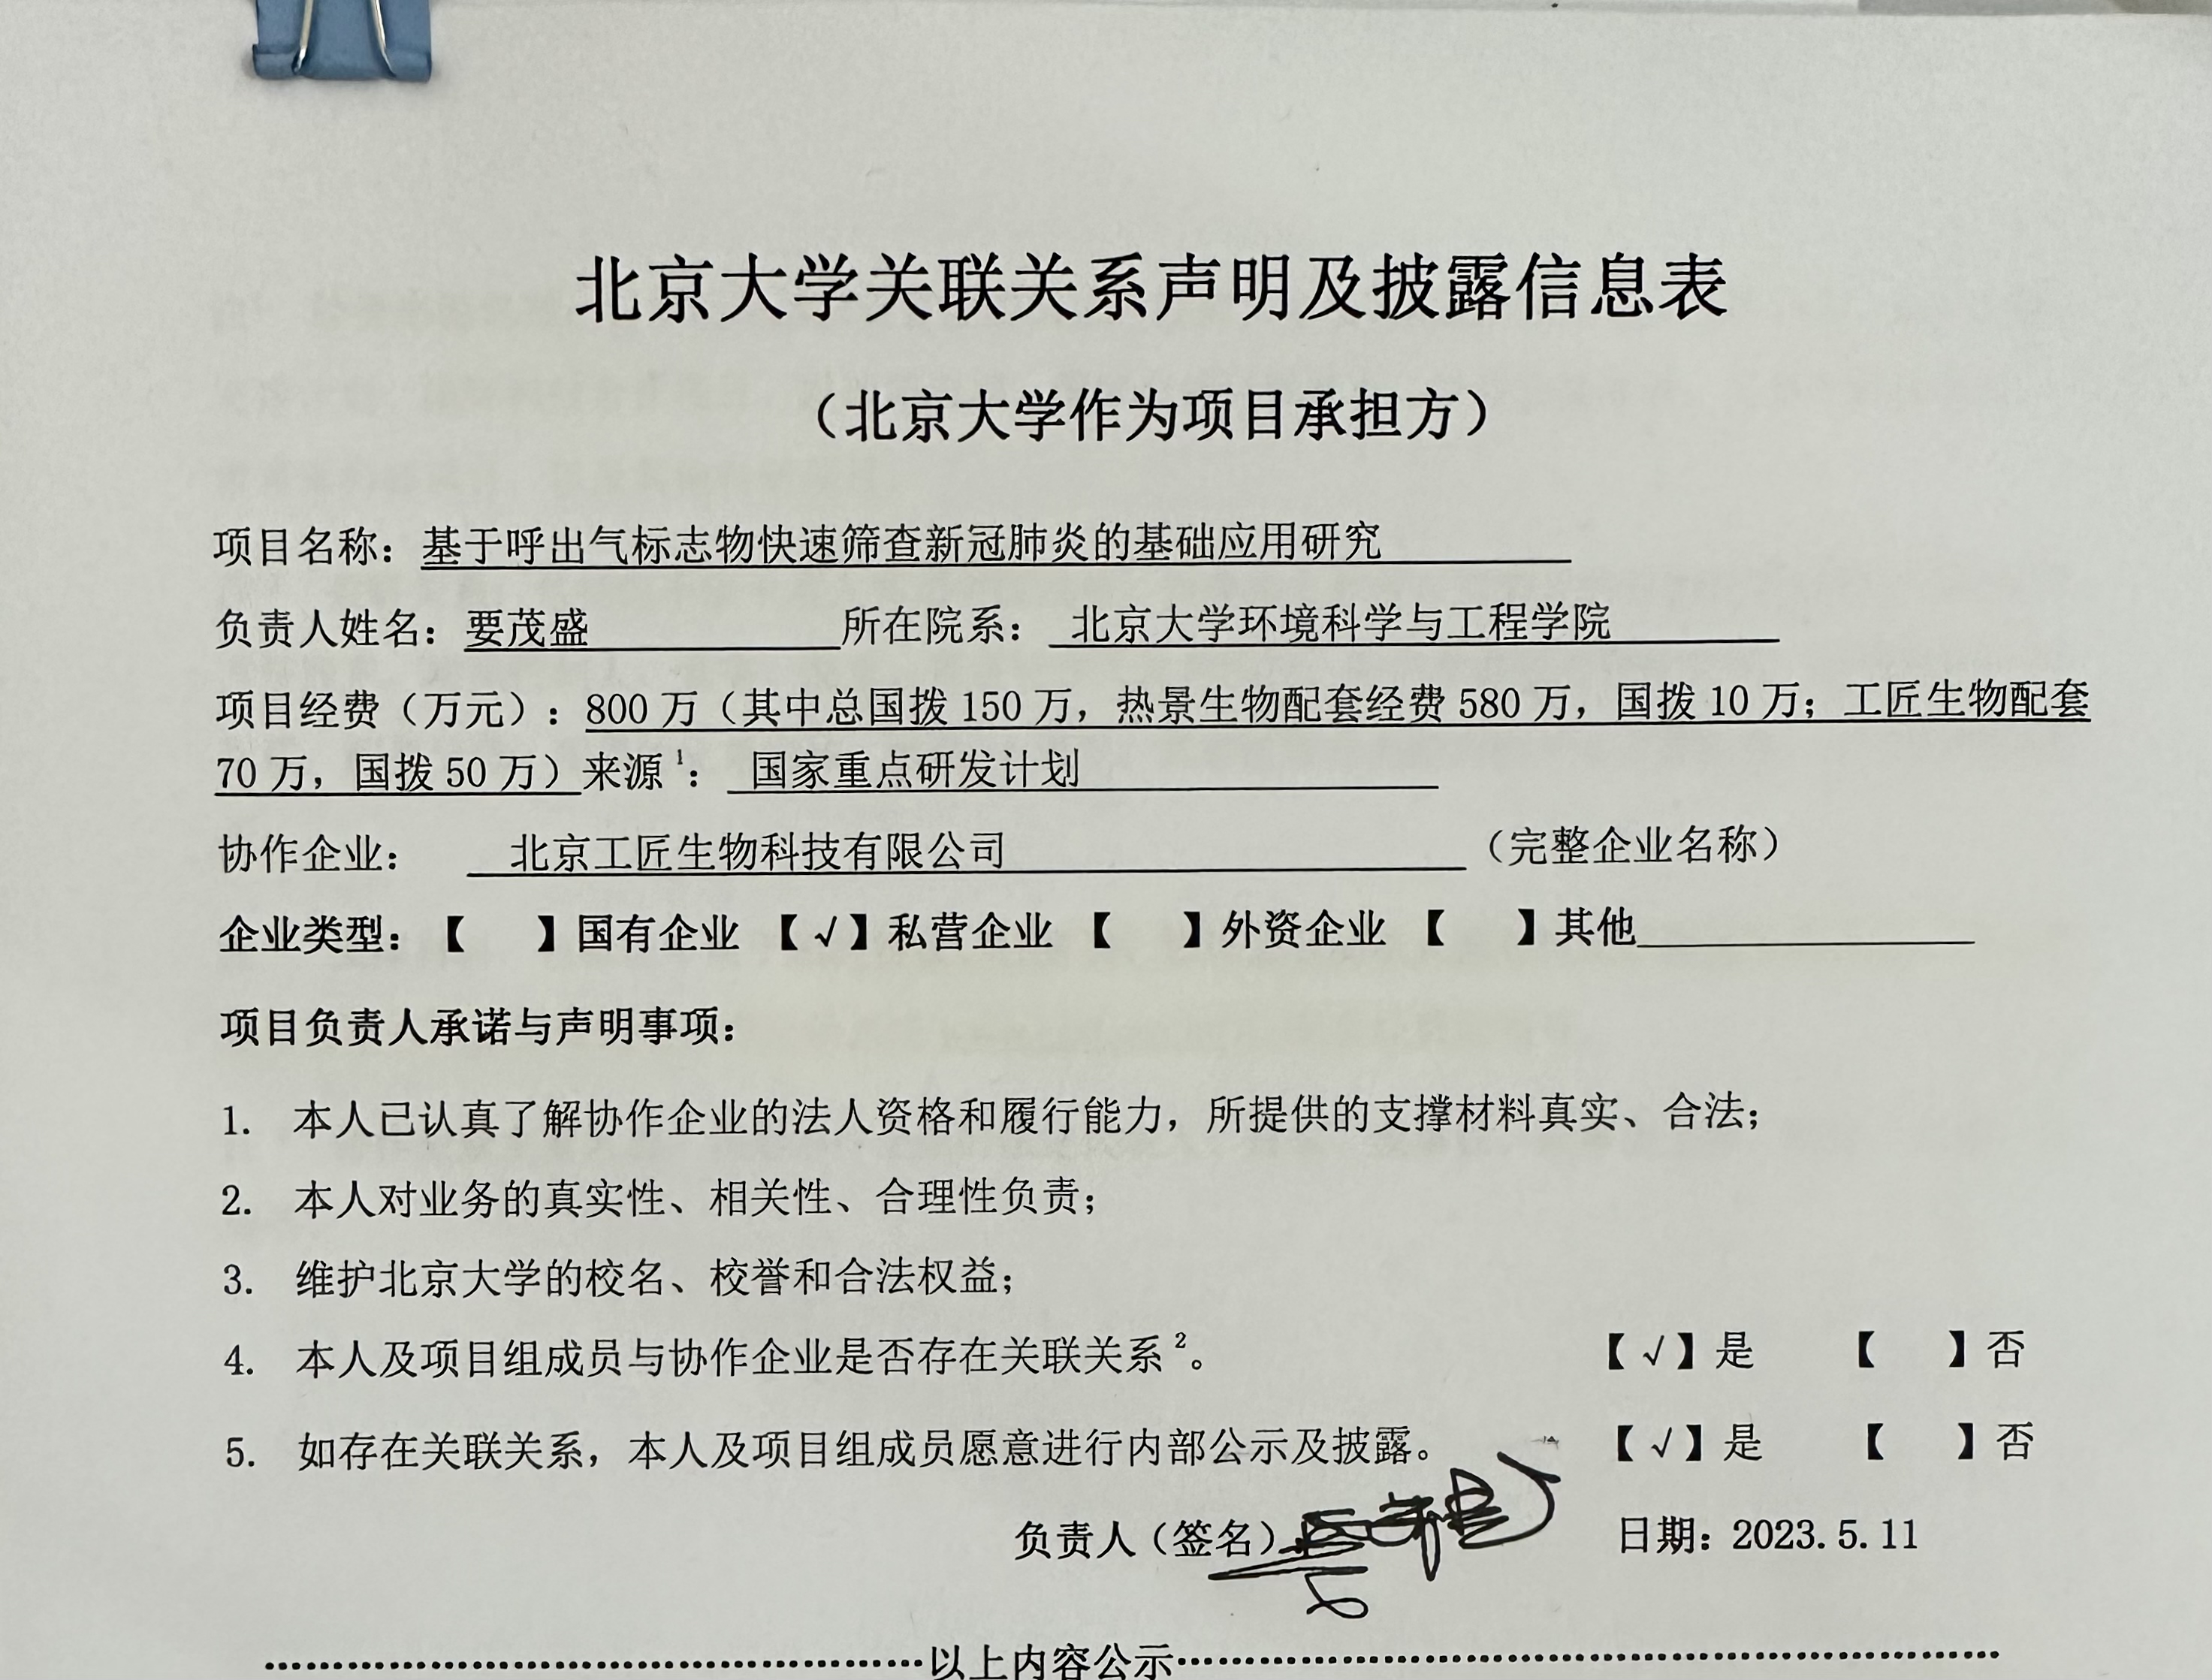 北京大学关联关系声明及披露信息表
（北京大学作为项目承担方）
项目名称：基于呼出气标志物快速筛查新冠肺炎的基础应用研究
负责人姓名：要茂盛 所在院系：北京大学环境科学与工程学院
项目经费（万元）：800 万（其中总国拨 150 万，热景生物配套经费 580 万，国拨 10 万；工匠生物配套
70 万，国拨 50 万）来源¹：国家重点研发计划
协作企业： 北京工匠生物科技有限公司 （完整企业名称）
企业类型：【 】国有企业 【√】私营企业 【 】外资企业 【 】其他
项目负责人承诺与声明事项：
1. 本人已认真了解协作企业的法人资格和履行能力，所提供的支撑材料真实、合法；
2. 本人对业务的真实性、相关性、合理性负责；
3. 维护北京大学的校名、校誉和合法权益；
4. 本人及项目组成员与协作企业是否存在关联关系²。 【√】是 【 】否
5. 如存在关联关系，本人及项目组成员愿意进行内部公示及披露。 【√】是 【 】否
负责人（签名） 日期：2023.5.11
以上内容公示